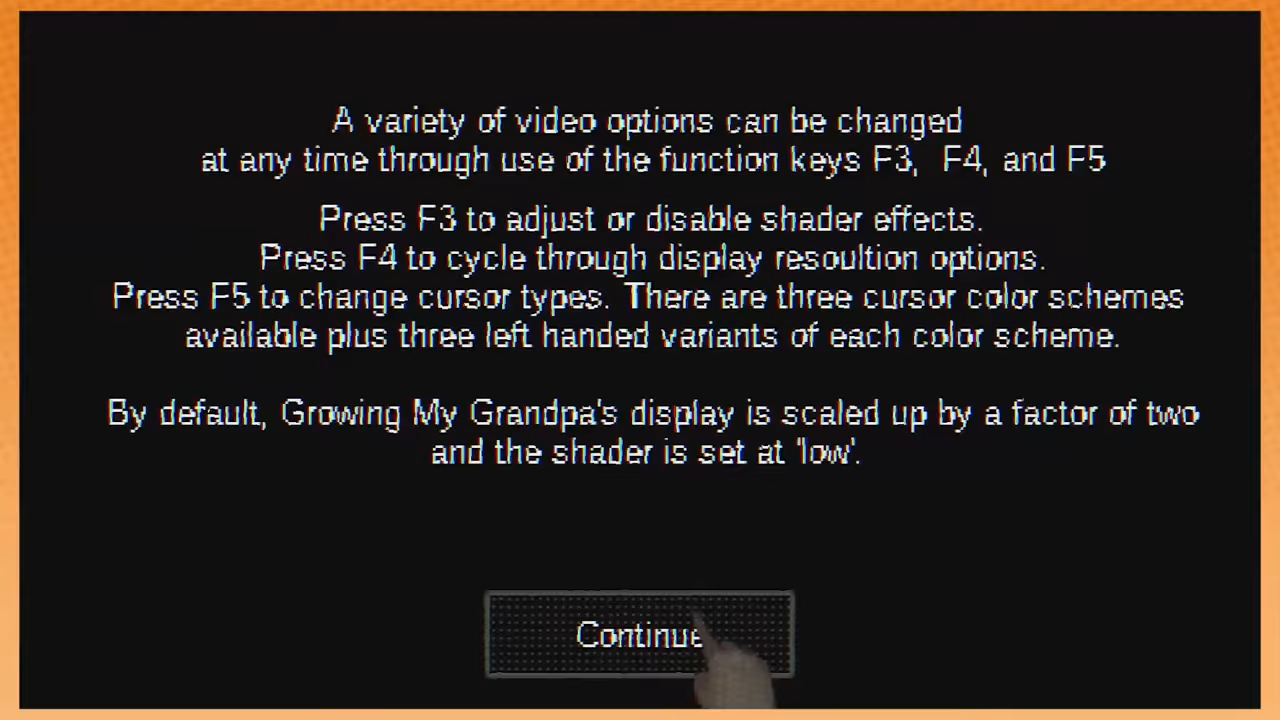 A variety of video options can be changed
at any time through use of the function keys F3, F4, and F5
Press F3 to adjust or disable shader effects.
Press F4 to cycle through display resoultion options.
Press F5 to change cursor types. There are three cursor color schemes
available plus three left handed variants of each color scheme.
By default, Growing My Grandpa's display is scaled up by a factor of two
and the shader is set at 'low'.
Continue